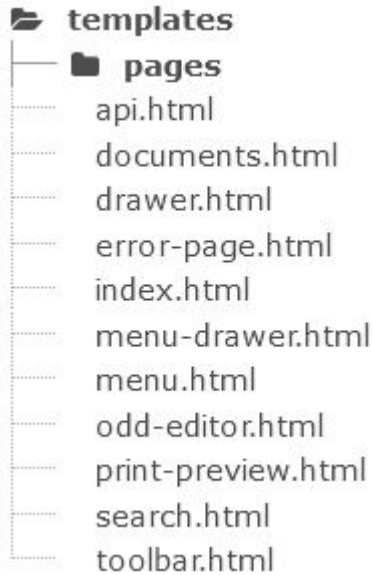 templates
pages
api.html
documents.html
drawer.html
error-page.html
index.html
menu-drawer.html
menu.html
odd-editor.html
print-preview.html
search.html
toolbar.html